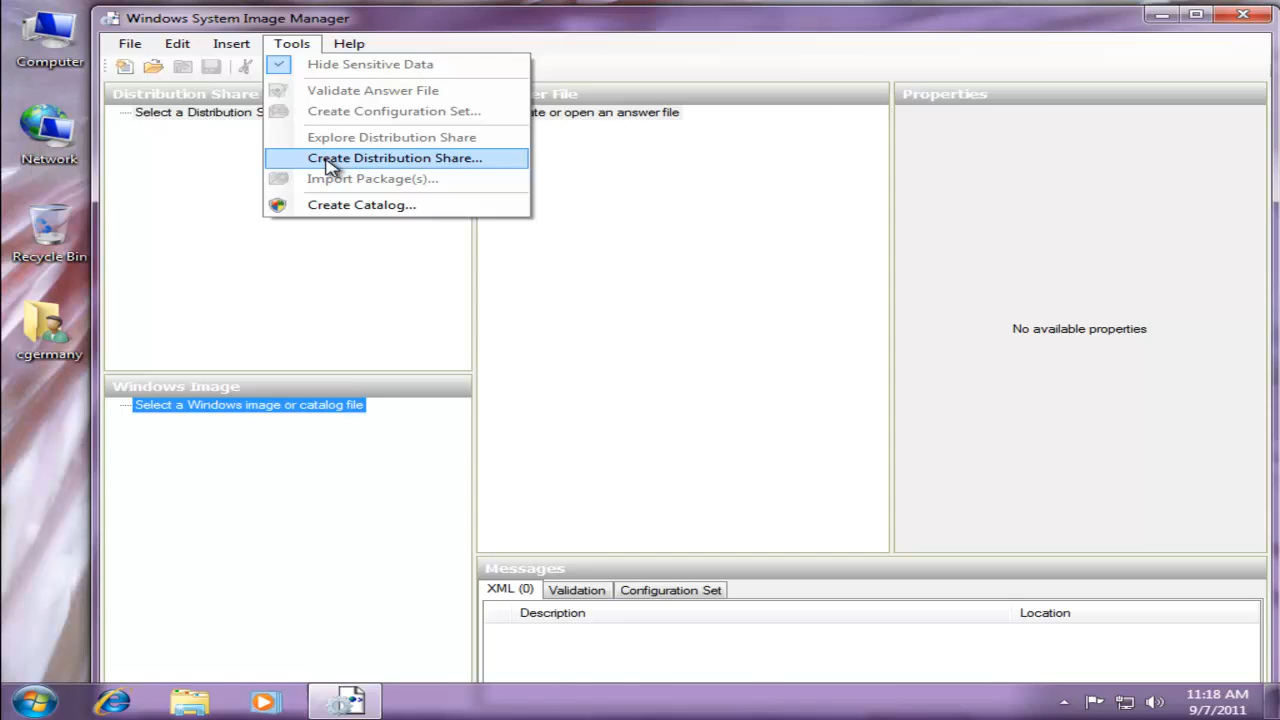 Computer
Network
Recycle Bin
cgermany
Windows System Image Manager
File Edit Insert Tools Help
Hide Sensitive Data
Validate Answer File
Create Configuration Set...
Explore Distribution Share
Create Distribution Share...
Import Package(s)...
Create Catalog...
Distribution Share
Select a Distribution S
er File
te or open an answer file
Properties
No available properties
Windows Image
Select a Windows image or catalog file
Messages
XML (0) Validation Configuration Set
Description Location
11:18 AM
9/7/2011